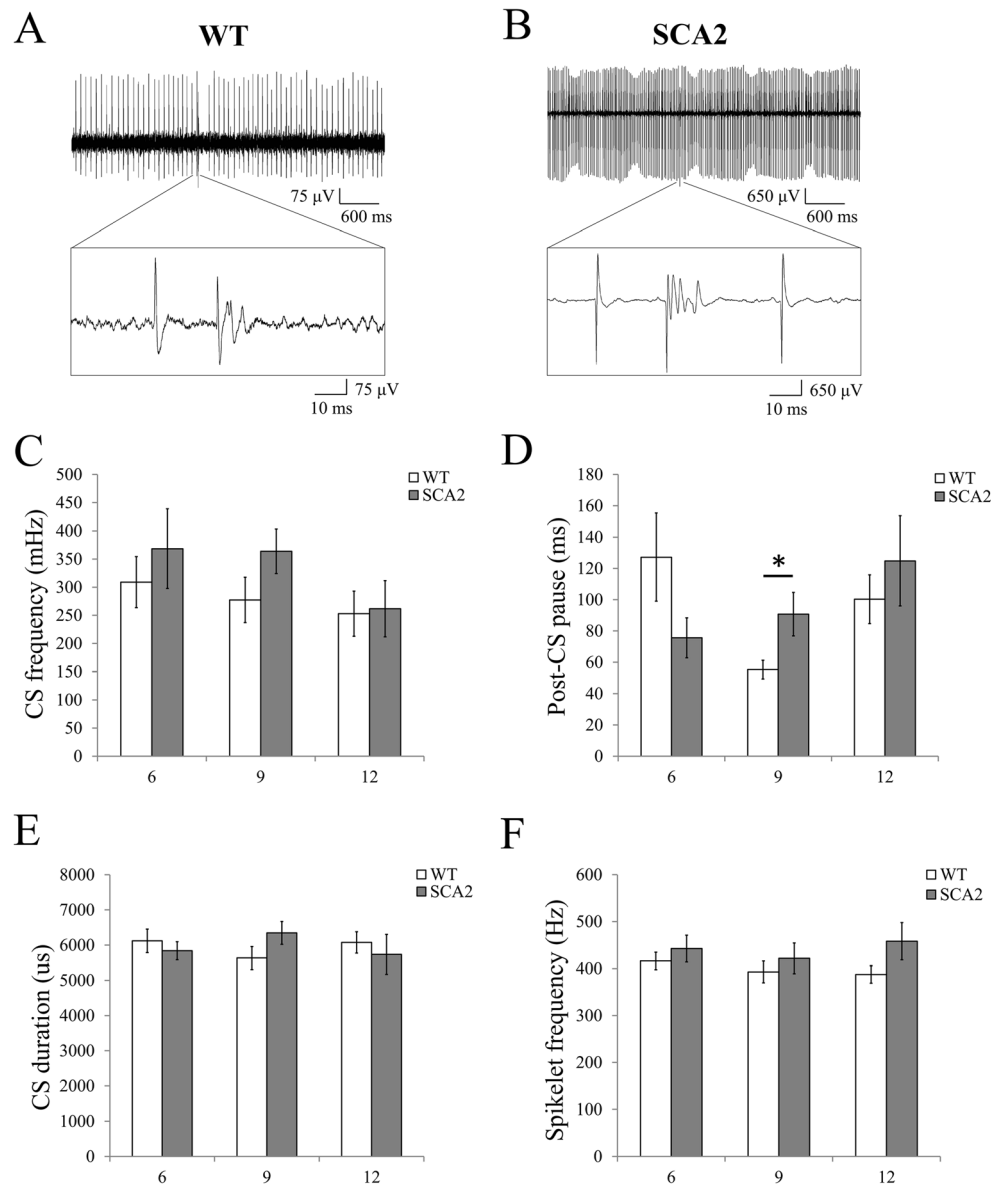 A
WT
75 µV
600 ms
75 µV
10 ms
B
SCA2
650 µV
600 ms
650 µV
10 ms
C
CS frequency (mHz)
500
450
400
350
300
250
200
150
100
50
0
6 9 12
WT
SCA2
D
Post-CS pause (ms)
180
160
140
120
100
80
60
40
20
0
6 9 12
*
WT
SCA2
E
CS duration (us)
8000
7000
6000
5000
4000
3000
2000
1000
0
6 9 12
WT
SCA2
F
Spikelet frequency (Hz)
600
500
400
300
200
100
0
6 9 12
WT
SCA2